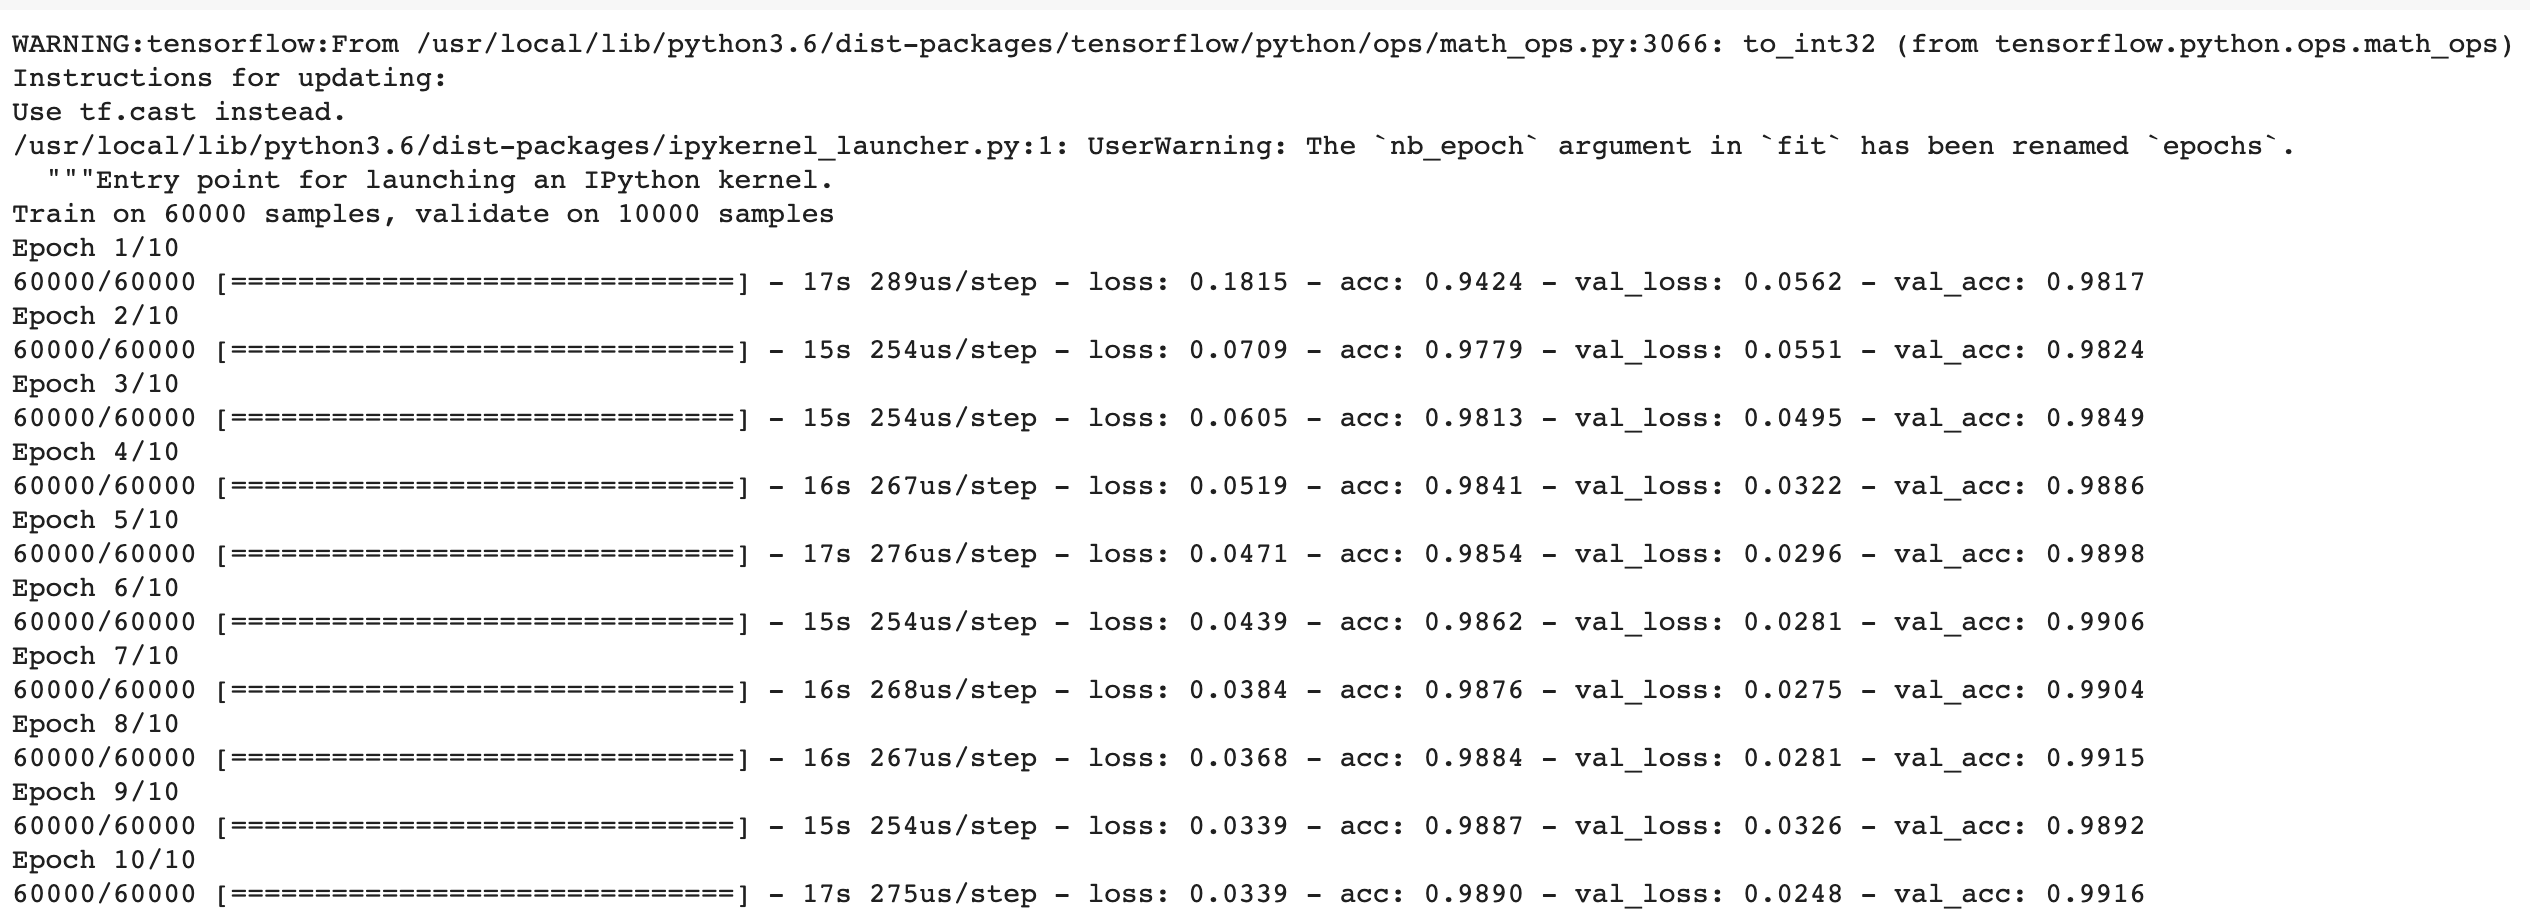 WARNING:tensorflow:From /usr/local/lib/python3.6/dist-packages/tensorflow/python/ops/math_ops.py:3066: to_int32 (from tensorflow.python.ops.math_ops)
Instructions for updating:
Use tf.cast instead.
/usr/local/lib/python3.6/dist-packages/ipykernel_launcher.py:1: UserWarning: The `nb_epoch` argument in `fit` has been renamed `epochs`.
  """Entry point for launching an IPython kernel.
Train on 60000 samples, validate on 10000 samples
Epoch 1/10
60000/60000 [==============================] - 17s 289us/step - loss: 0.1815 - acc: 0.9424 - val_loss: 0.0562 - val_acc: 0.9817
Epoch 2/10
60000/60000 [==============================] - 15s 254us/step - loss: 0.0709 - acc: 0.9779 - val_loss: 0.0551 - val_acc: 0.9824
Epoch 3/10
60000/60000 [==============================] - 15s 254us/step - loss: 0.0605 - acc: 0.9813 - val_loss: 0.0495 - val_acc: 0.9849
Epoch 4/10
60000/60000 [==============================] - 16s 267us/step - loss: 0.0519 - acc: 0.9841 - val_loss: 0.0322 - val_acc: 0.9886
Epoch 5/10
60000/60000 [==============================] - 17s 276us/step - loss: 0.0471 - acc: 0.9854 - val_loss: 0.0296 - val_acc: 0.9898
Epoch 6/10
60000/60000 [==============================] - 15s 254us/step - loss: 0.0439 - acc: 0.9862 - val_loss: 0.0281 - val_acc: 0.9906
Epoch 7/10
60000/60000 [==============================] - 16s 268us/step - loss: 0.0384 - acc: 0.9876 - val_loss: 0.0275 - val_acc: 0.9904
Epoch 8/10
60000/60000 [==============================] - 16s 267us/step - loss: 0.0368 - acc: 0.9884 - val_loss: 0.0281 - val_acc: 0.9915
Epoch 9/10
60000/60000 [==============================] - 15s 254us/step - loss: 0.0339 - acc: 0.9887 - val_loss: 0.0326 - val_acc: 0.9892
Epoch 10/10
60000/60000 [==============================] - 17s 275us/step - loss: 0.0339 - acc: 0.9890 - val_loss: 0.0248 - val_acc: 0.9916